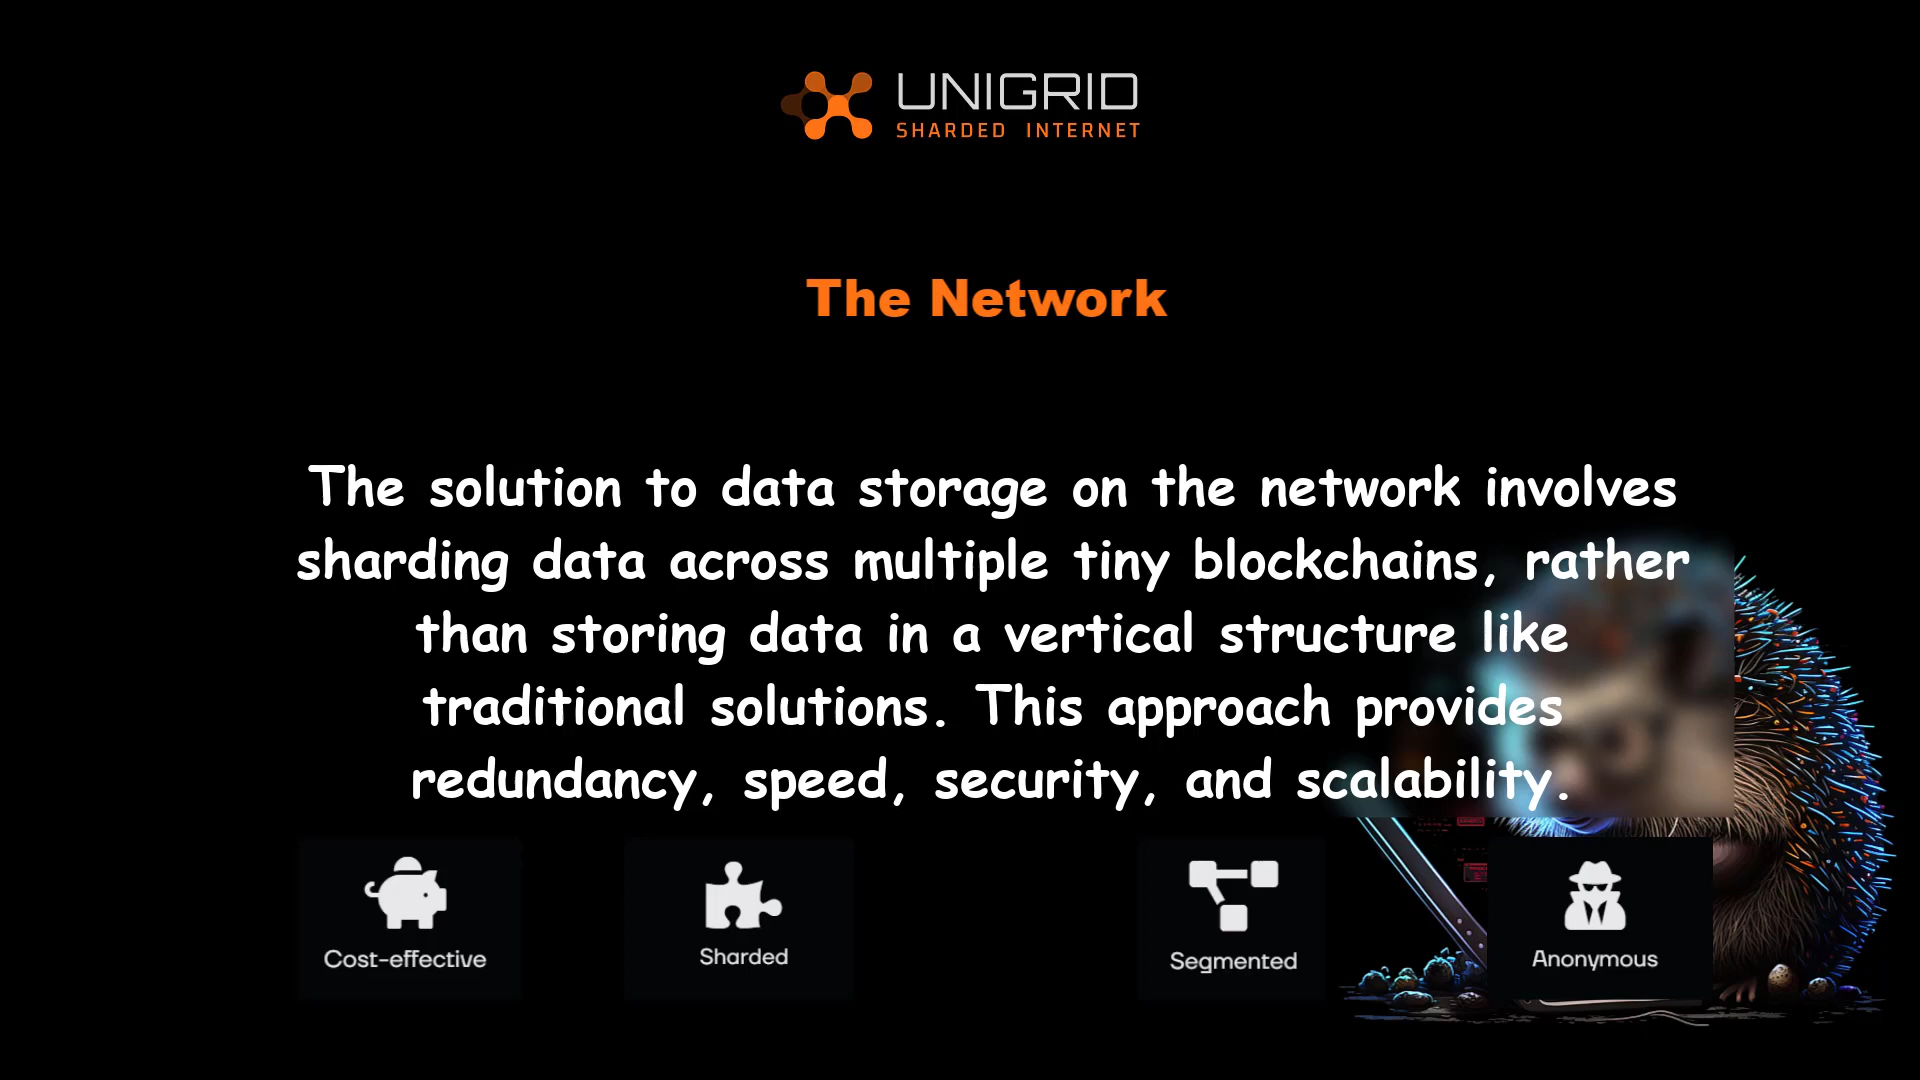 UNIGRID
SHARDED INTERNET
The Network
The solution to data storage on the network involves
sharding data across multiple tiny blockchains, rather
than storing data in a vertical structure like
traditional solutions. This approach provides
redundancy, speed, security, and scalability.
Cost-effective
Sharded
Segmented
Anonymous